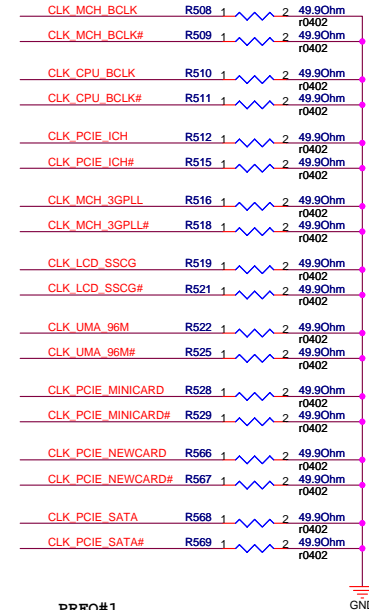 CLK_MCH_BCLK R508 1 2 49.9Ohm
r0402
CLK_MCH_BCLK# R509 1 2 49.9Ohm
r0402
CLK_CPU_BCLK R510 1 2 49.9Ohm
r0402
CLK_CPU_BCLK# R511 1 2 49.9Ohm
r0402
CLK_PCIE_ICH R512 1 2 49.9Ohm
r0402
CLK_PCIE_ICH# R515 1 2 49.9Ohm
r0402
CLK_MCH_3GPLL R516 1 2 49.9Ohm
r0402
CLK_MCH_3GPLL# R518 1 2 49.9Ohm
r0402
CLK_LCD_SSCG R519 1 2 49.9Ohm
r0402
CLK_LCD_SSCG# R521 1 2 49.9Ohm
r0402
CLK_UMA_96M R522 1 2 49.9Ohm
r0402
CLK_UMA_96M# R525 1 2 49.9Ohm
r0402
CLK_PCIE_MINICARD R528 1 2 49.9Ohm
r0402
CLK_PCIE_MINICARD# R529 1 2 49.9Ohm
r0402
CLK_PCIE_NEWCARD R566 1 2 49.9Ohm
r0402
CLK_PCIE_NEWCARD# R567 1 2 49.9Ohm
r0402
CLK_PCIE_SATA R568 1 2 49.9Ohm
r0402
CLK_PCIE_SATA# R569 1 2 49.9Ohm
r0402
GND